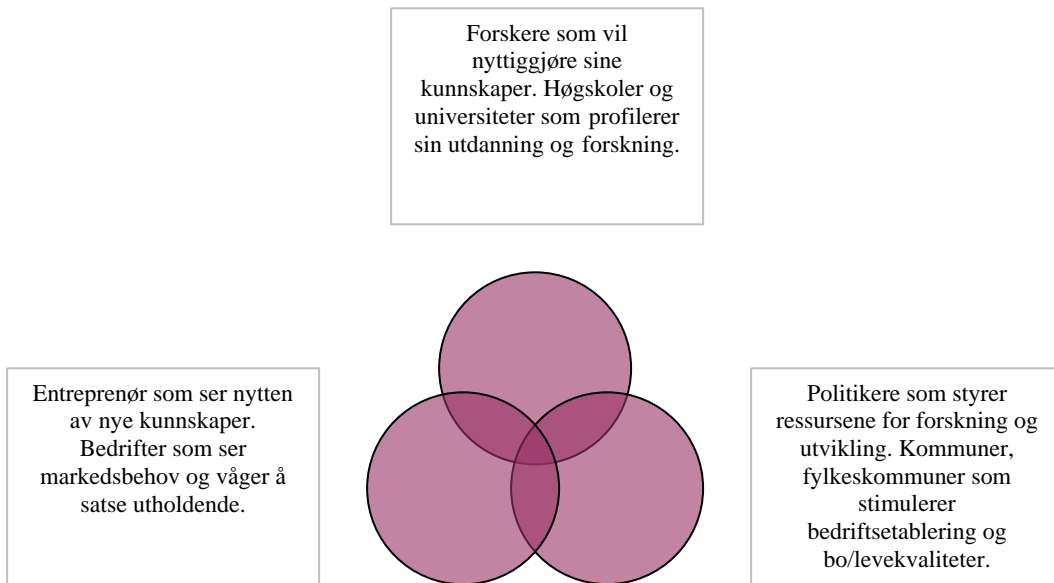 Forskere som vil
nyttiggjøre sine
kunnskaper. Høgskoler og
universiteter som profilerer
sin utdanning og forskning.
Entreprenør som ser nytten
av nye kunnskaper.
Bedrifter som ser
markedsbehov og våger å
satse utholdende.
Politikere som styrer
ressursene for forskning og
utvikling. Kommuner,
fylkeskommuner som
stimulerer
bedriftsetablering og
bo/levekvaliteter.